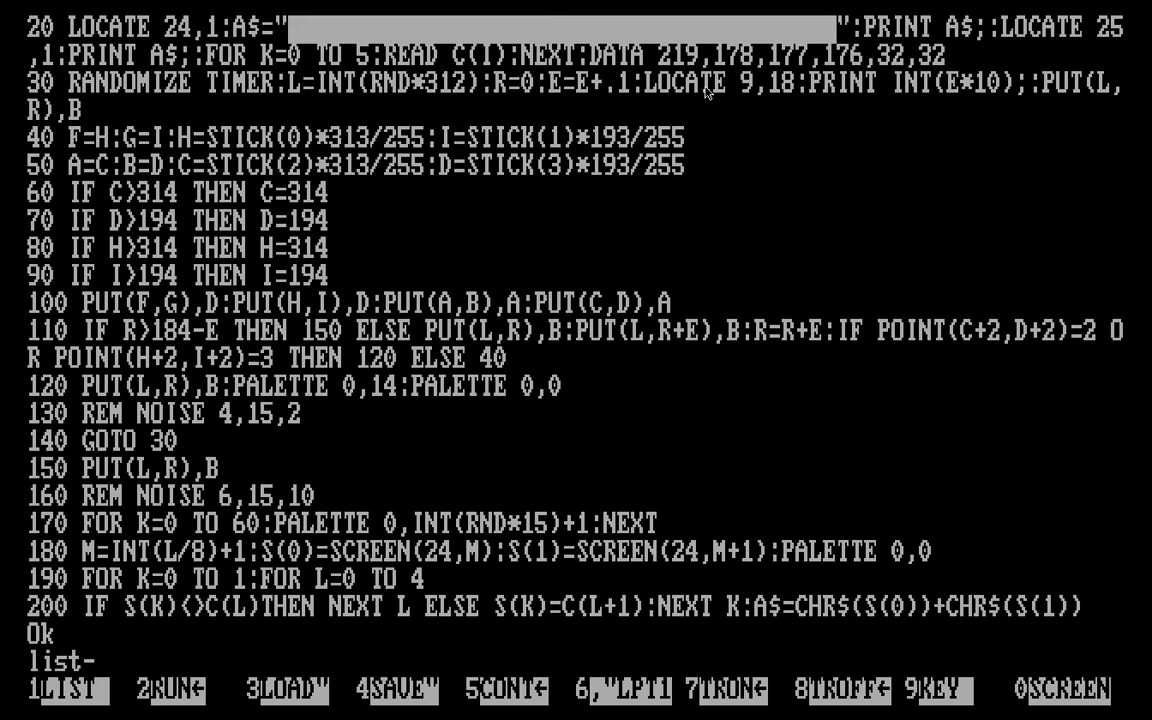 20 LOCATE 24,1:A$="████████████████████████████████████████":PRINT A$;:LOCATE 25
,1:PRINT A$;:FOR K=0 TO 5:READ C(I):NEXT:DATA 219,178,177,176,32,32
30 RANDOMIZE TIMER:L=INT(RND*312):R=0:E=E+.1:LOCATE 9,18:PRINT INT(E*10);:PUT(L,
R),B
40 F=H:G=I:H=STICK(0)*313/255:I=STICK(1)*193/255
50 A=C:B=D:C=STICK(2)*313/255:D=STICK(3)*193/255
60 IF C>314 THEN C=314
70 IF D>194 THEN D=194
80 IF H>314 THEN H=314
90 IF I>194 THEN I=194
100 PUT(F,G),D:PUT(H,I),D:PUT(A,B),A:PUT(C,D),A
110 IF R>184-E THEN 150 ELSE PUT(L,R),B:PUT(L,R+E),B:R=R+E:IF POINT(C+2,D+2)=2 O
R POINT(H+2,I+2)=3 THEN 120 ELSE 40
120 PUT(L,R),B:PALETTE 0,14:PALETTE 0,0
130 REM NOISE 4,15,2
140 GOTO 30
150 PUT(L,R),B
160 REM NOISE 6,15,10
170 FOR K=0 TO 60:PALETTE 0,INT(RND*15)+1:NEXT
180 M=INT(L/8)+1:S(0)=SCREEN(24,M):S(1)=SCREEN(24,M+1):PALETTE 0,0
190 FOR K=0 TO 1:FOR L=0 TO 4
200 IF S(K)<>C(L)THEN NEXT L ELSE S(K)=C(L+1):NEXT K:A$=CHR$(S(0))+CHR$(S(1))
Ok
list-
1LIST 2RUN← 3LOAD" 4SAVE" 5CONT← 6,"LPT1 7TRON← 8TROFF← 9KEY 0SCREEN